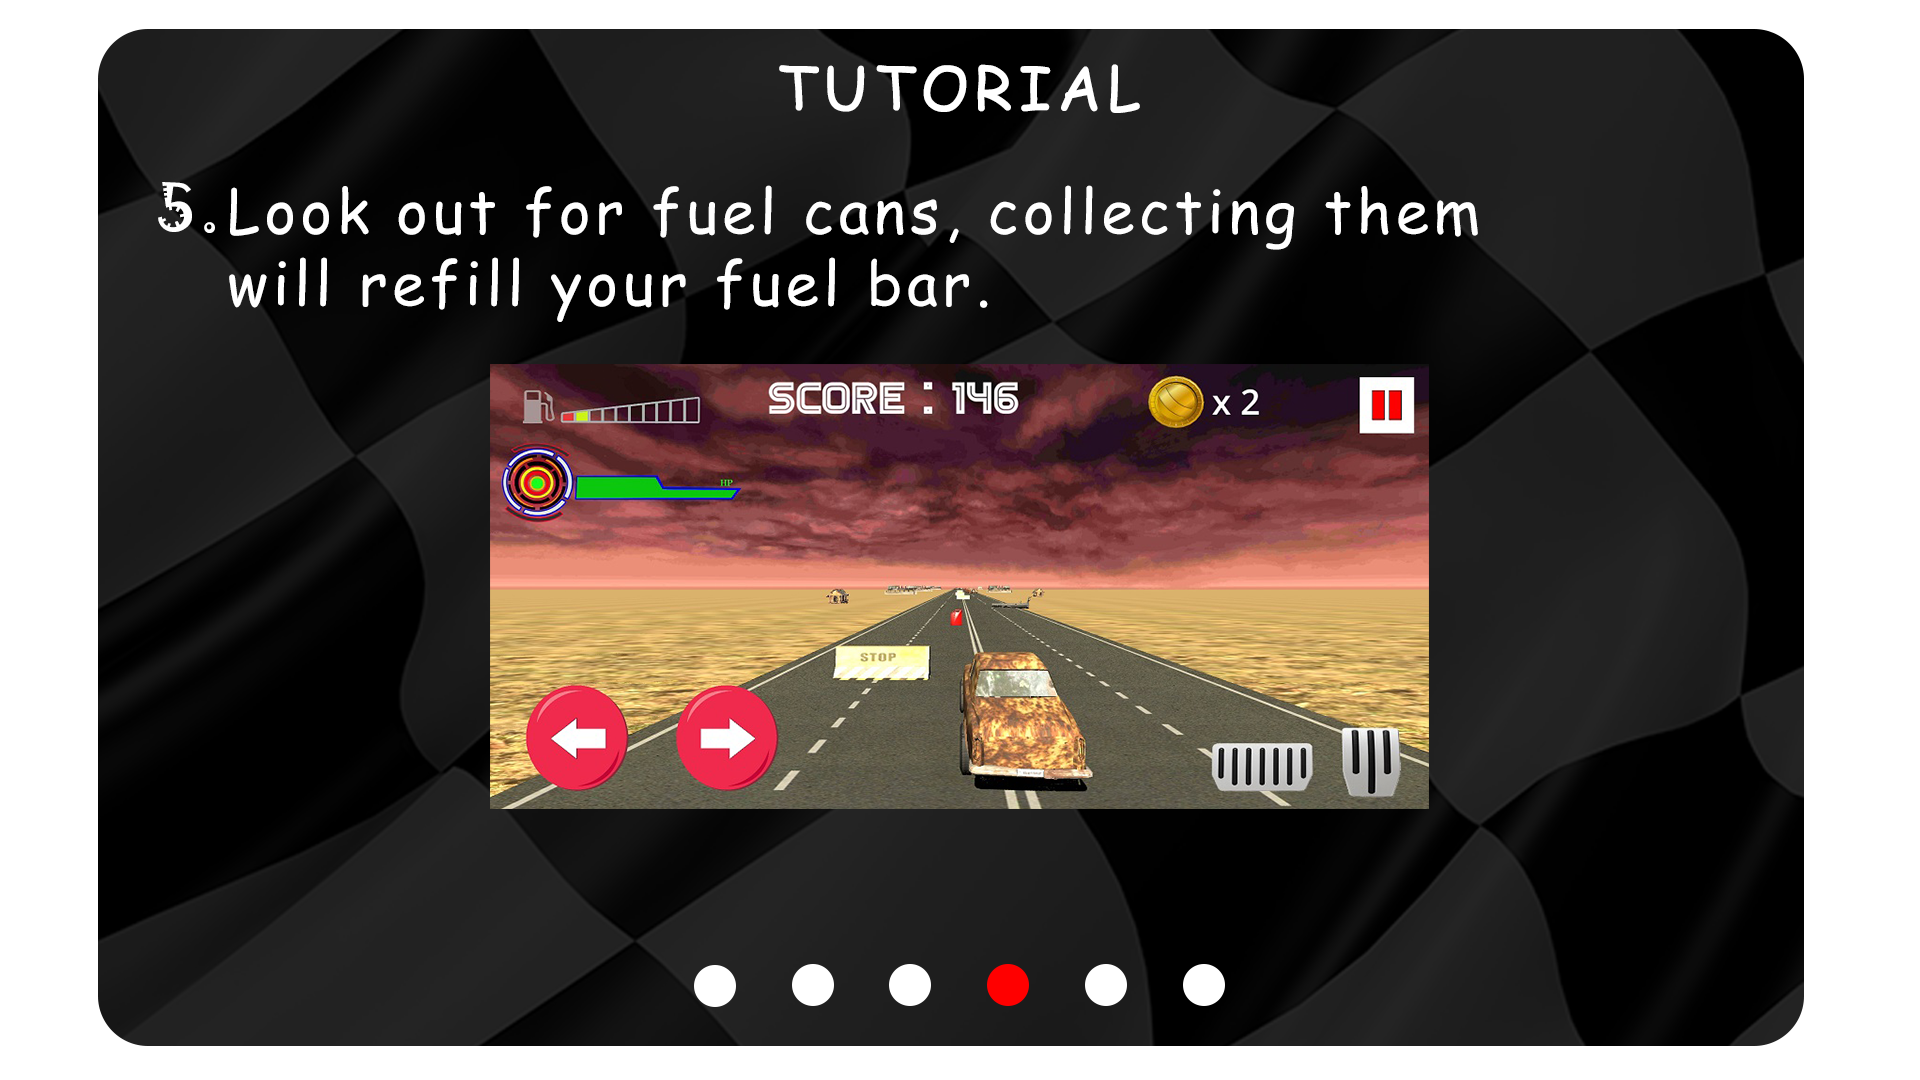 TUTORIAL
5. Look out for fuel cans, collecting them
will refill your fuel bar.
SCORE : 146
x 2
HP
STOP